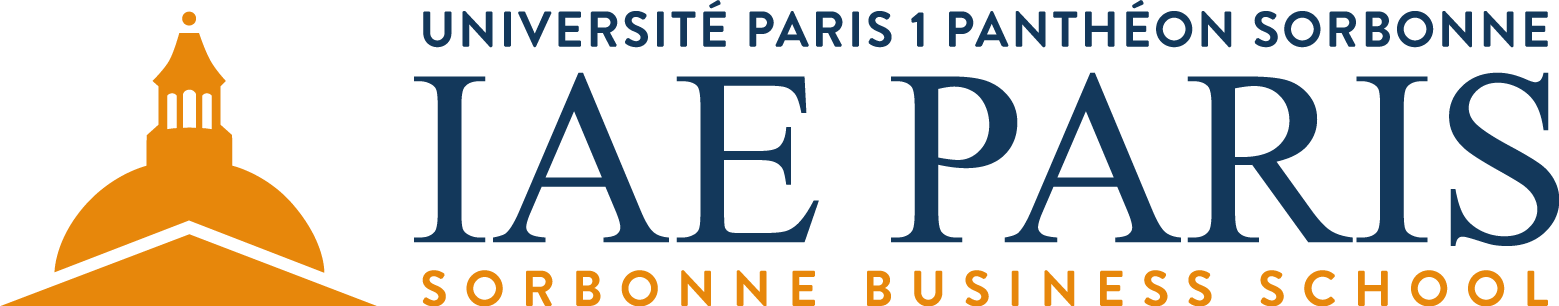 UNIVERSITÉ PARIS 1 PANTHÉON SORBONNE
IAE PARIS
SORBONNE BUSINESS SCHOOL